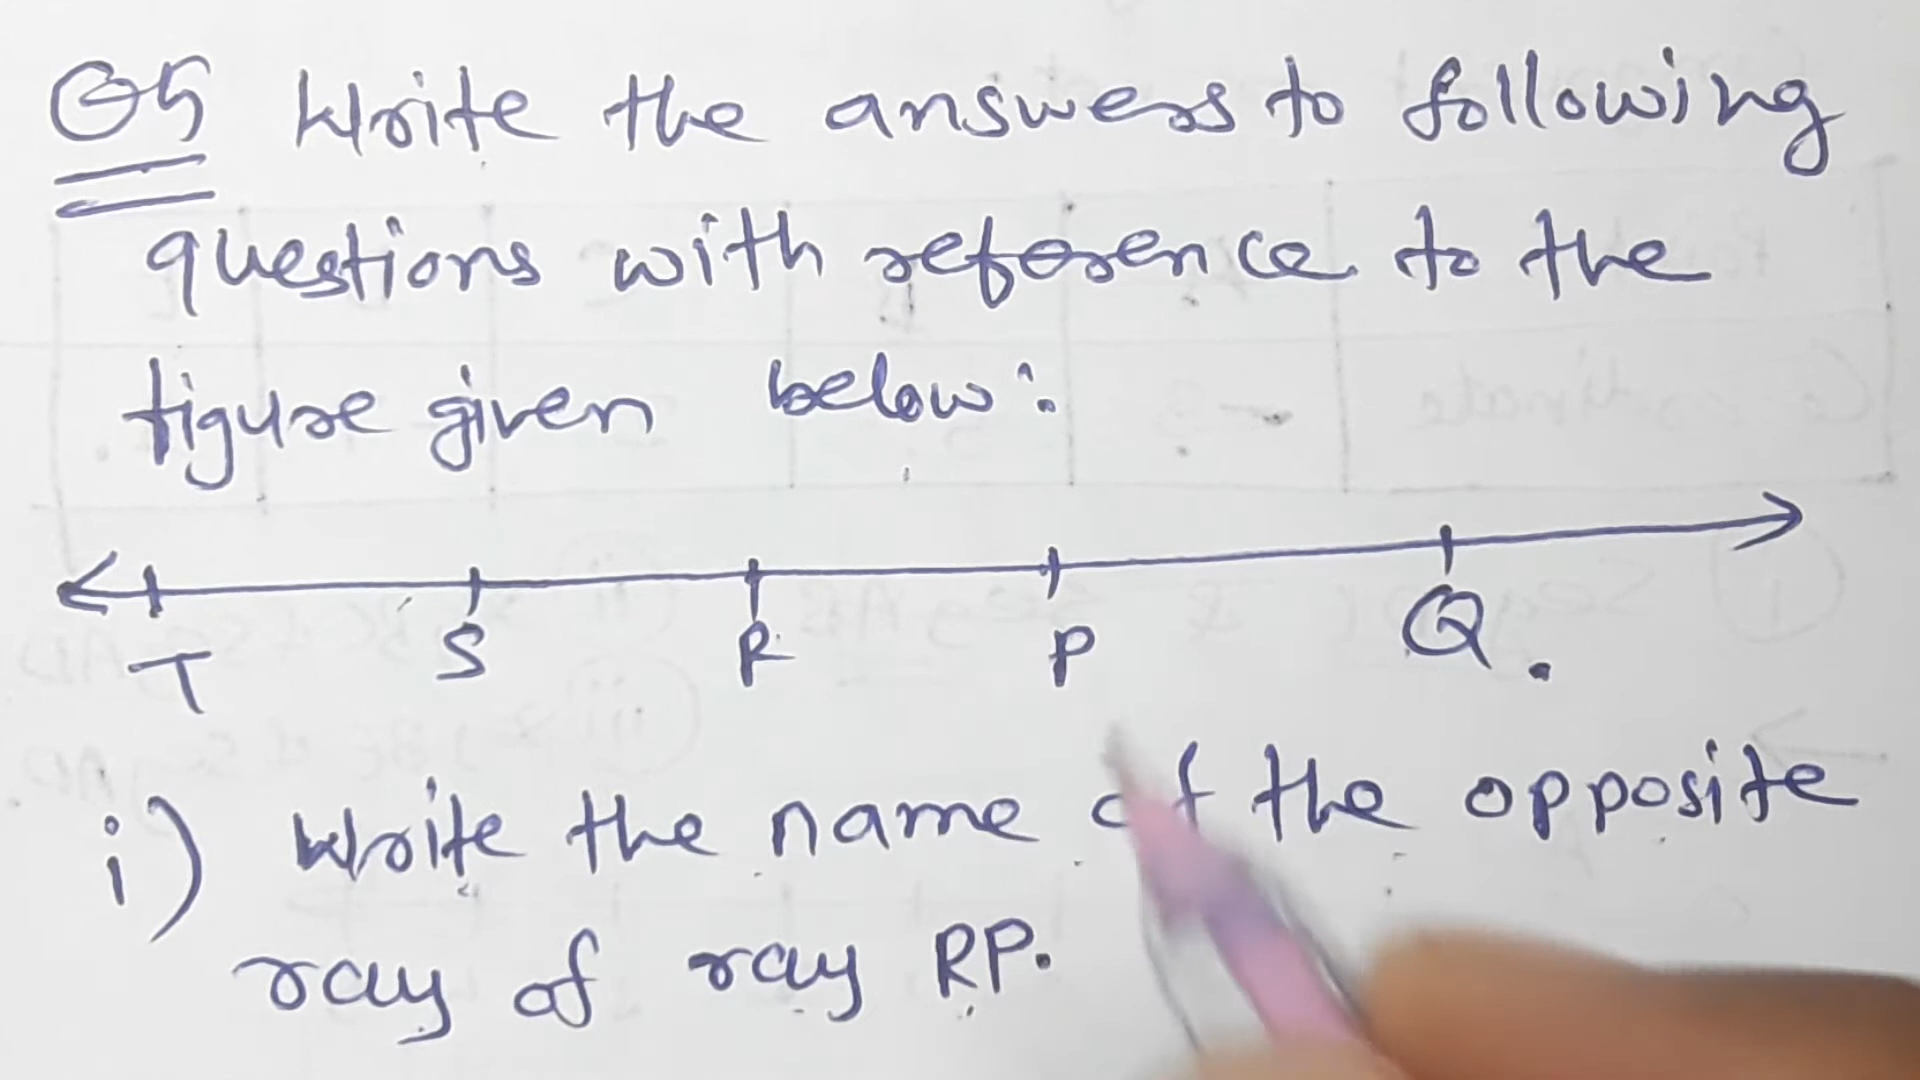 Q5 Write the answers to following
questions with reference to the
figure given below:
T S R P Q.
i) Write the name of the opposite
ray of ray RP.